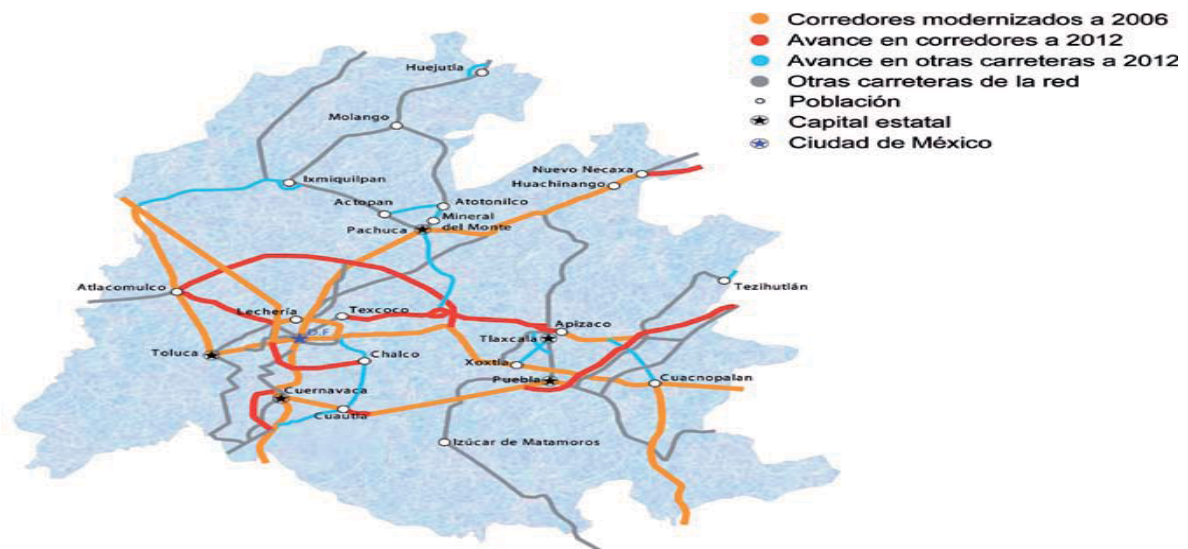 Corredores modernizados a 2006
Avance en corredores a 2012
Avance en otras carreteras a 2012
Otras carreteras de la red
Población
Capital estatal
Ciudad de México
Huejutla
Molango
Nuevo Necaxa
Huachinango
Ixmiquilpan
Actopan
Atotonilco
Mineral
del Monte
Pachuca
Atlacomulco
Tezihutlán
Lechería
Texcoco
D.F.
Apizaco
Tlaxcala
Toluca
Chalco
Xoxtla
Puebla
Cuacnopalan
Cuernavaca
Cuautla
Izúcar de Matamoros